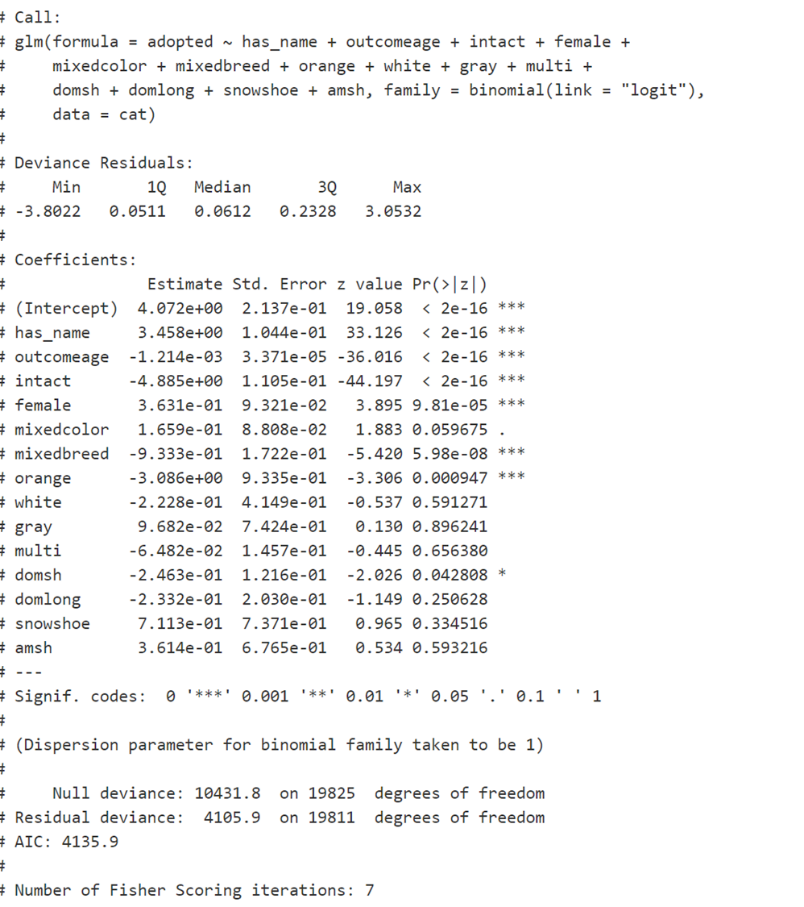 # Call:
# glm(formula = adopted ~ has_name + outcomeage + intact + female +
#     mixedcolor + mixedbreed + orange + white + gray + multi +
#     domsh + domlong + snowshoe + amsh, family = binomial(link = "logit"),
#     data = cat)
#
# Deviance Residuals:
#     Min       1Q   Median       3Q      Max
# -3.8022   0.0511   0.0612   0.2328   3.0532
#
# Coefficients:
#               Estimate Std. Error z value Pr(>|z|)
# (Intercept)  4.072e+00  2.137e-01  19.058  < 2e-16 ***
# has_name     3.458e+00  1.044e-01  33.126  < 2e-16 ***
# outcomeage  -1.214e-03  3.371e-05 -36.016  < 2e-16 ***
# intact      -4.885e+00  1.105e-01 -44.197  < 2e-16 ***
# female       3.631e-01  9.321e-02   3.895 9.81e-05 ***
# mixedcolor   1.659e-01  8.808e-02   1.883 0.059675 .
# mixedbreed  -9.333e-01  1.722e-01  -5.420 5.98e-08 ***
# orange      -3.086e+00  9.335e-01  -3.306 0.000947 ***
# white       -2.228e-01  4.149e-01  -0.537 0.591271
# gray         9.682e-02  7.424e-01   0.130 0.896241
# multi       -6.482e-02  1.457e-01  -0.445 0.656380
# domsh       -2.463e-01  1.216e-01  -2.026 0.042808 *
# domlong     -2.332e-01  2.030e-01  -1.149 0.250628
# snowshoe     7.113e-01  7.371e-01   0.965 0.334516
# amsh         3.614e-01  6.765e-01   0.534 0.593216
# ---
# Signif. codes:  0 '***' 0.001 '**' 0.01 '*' 0.05 '.' 0.1 ' ' 1
#
# (Dispersion parameter for binomial family taken to be 1)
#
#     Null deviance: 10431.8  on 19825  degrees of freedom
# Residual deviance:  4105.9  on 19811  degrees of freedom
# AIC: 4135.9
#
# Number of Fisher Scoring iterations: 7